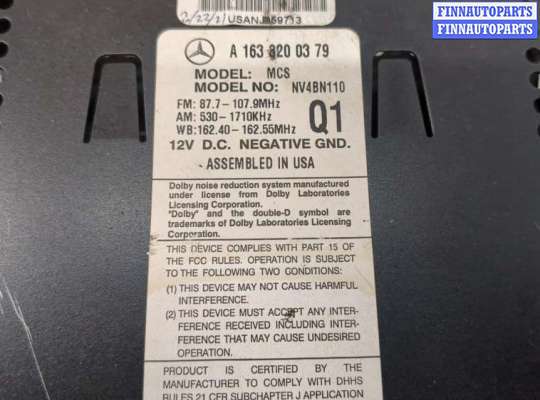 FINNAUTOPARTS
FINNAUTOPARTS
FINNAUTOPARTS
2/22/21 USANJM59713
A 163 820 03 79
MODEL: MCS
MODEL NO: NV4BN110
FM: 87.7-107.9MHz
AM: 530-1710KHz
WB:162.40-162.55MHz
Q1
12V D.C. NEGATIVE GND.
ASSEMBLED IN USA
Dolby noise reduction system manufactured
under license from Dolby Laboratories
Licensing Corporation.
"Dolby" and the double-D symbol are
trademarks of Dolby Laboratories Licensing
Corporation.
THIS DEVICE COMPLIES WITH PART 15 OF
THE FCC RULES. OPERATION IS SUBJECT
TO THE FOLLOWING TWO CONDITIONS:
(1) THIS DEVICE MAY NOT CAUSE HARMFUL
INTERFERENCE.
(2) THIS DEVICE MUST ACCEPT ANY INTER-
FERENCE RECEIVED INCLUDING INTER-
FERENCE THAT MAY CAUSE UNDESIRED
OPERATION.
PRODUCT IS CERTIFIED BY THE
MANUFACTURER TO COMPLY WITH DHHS
RULES 21 CFR SUBCHAPTER J APPLICATION